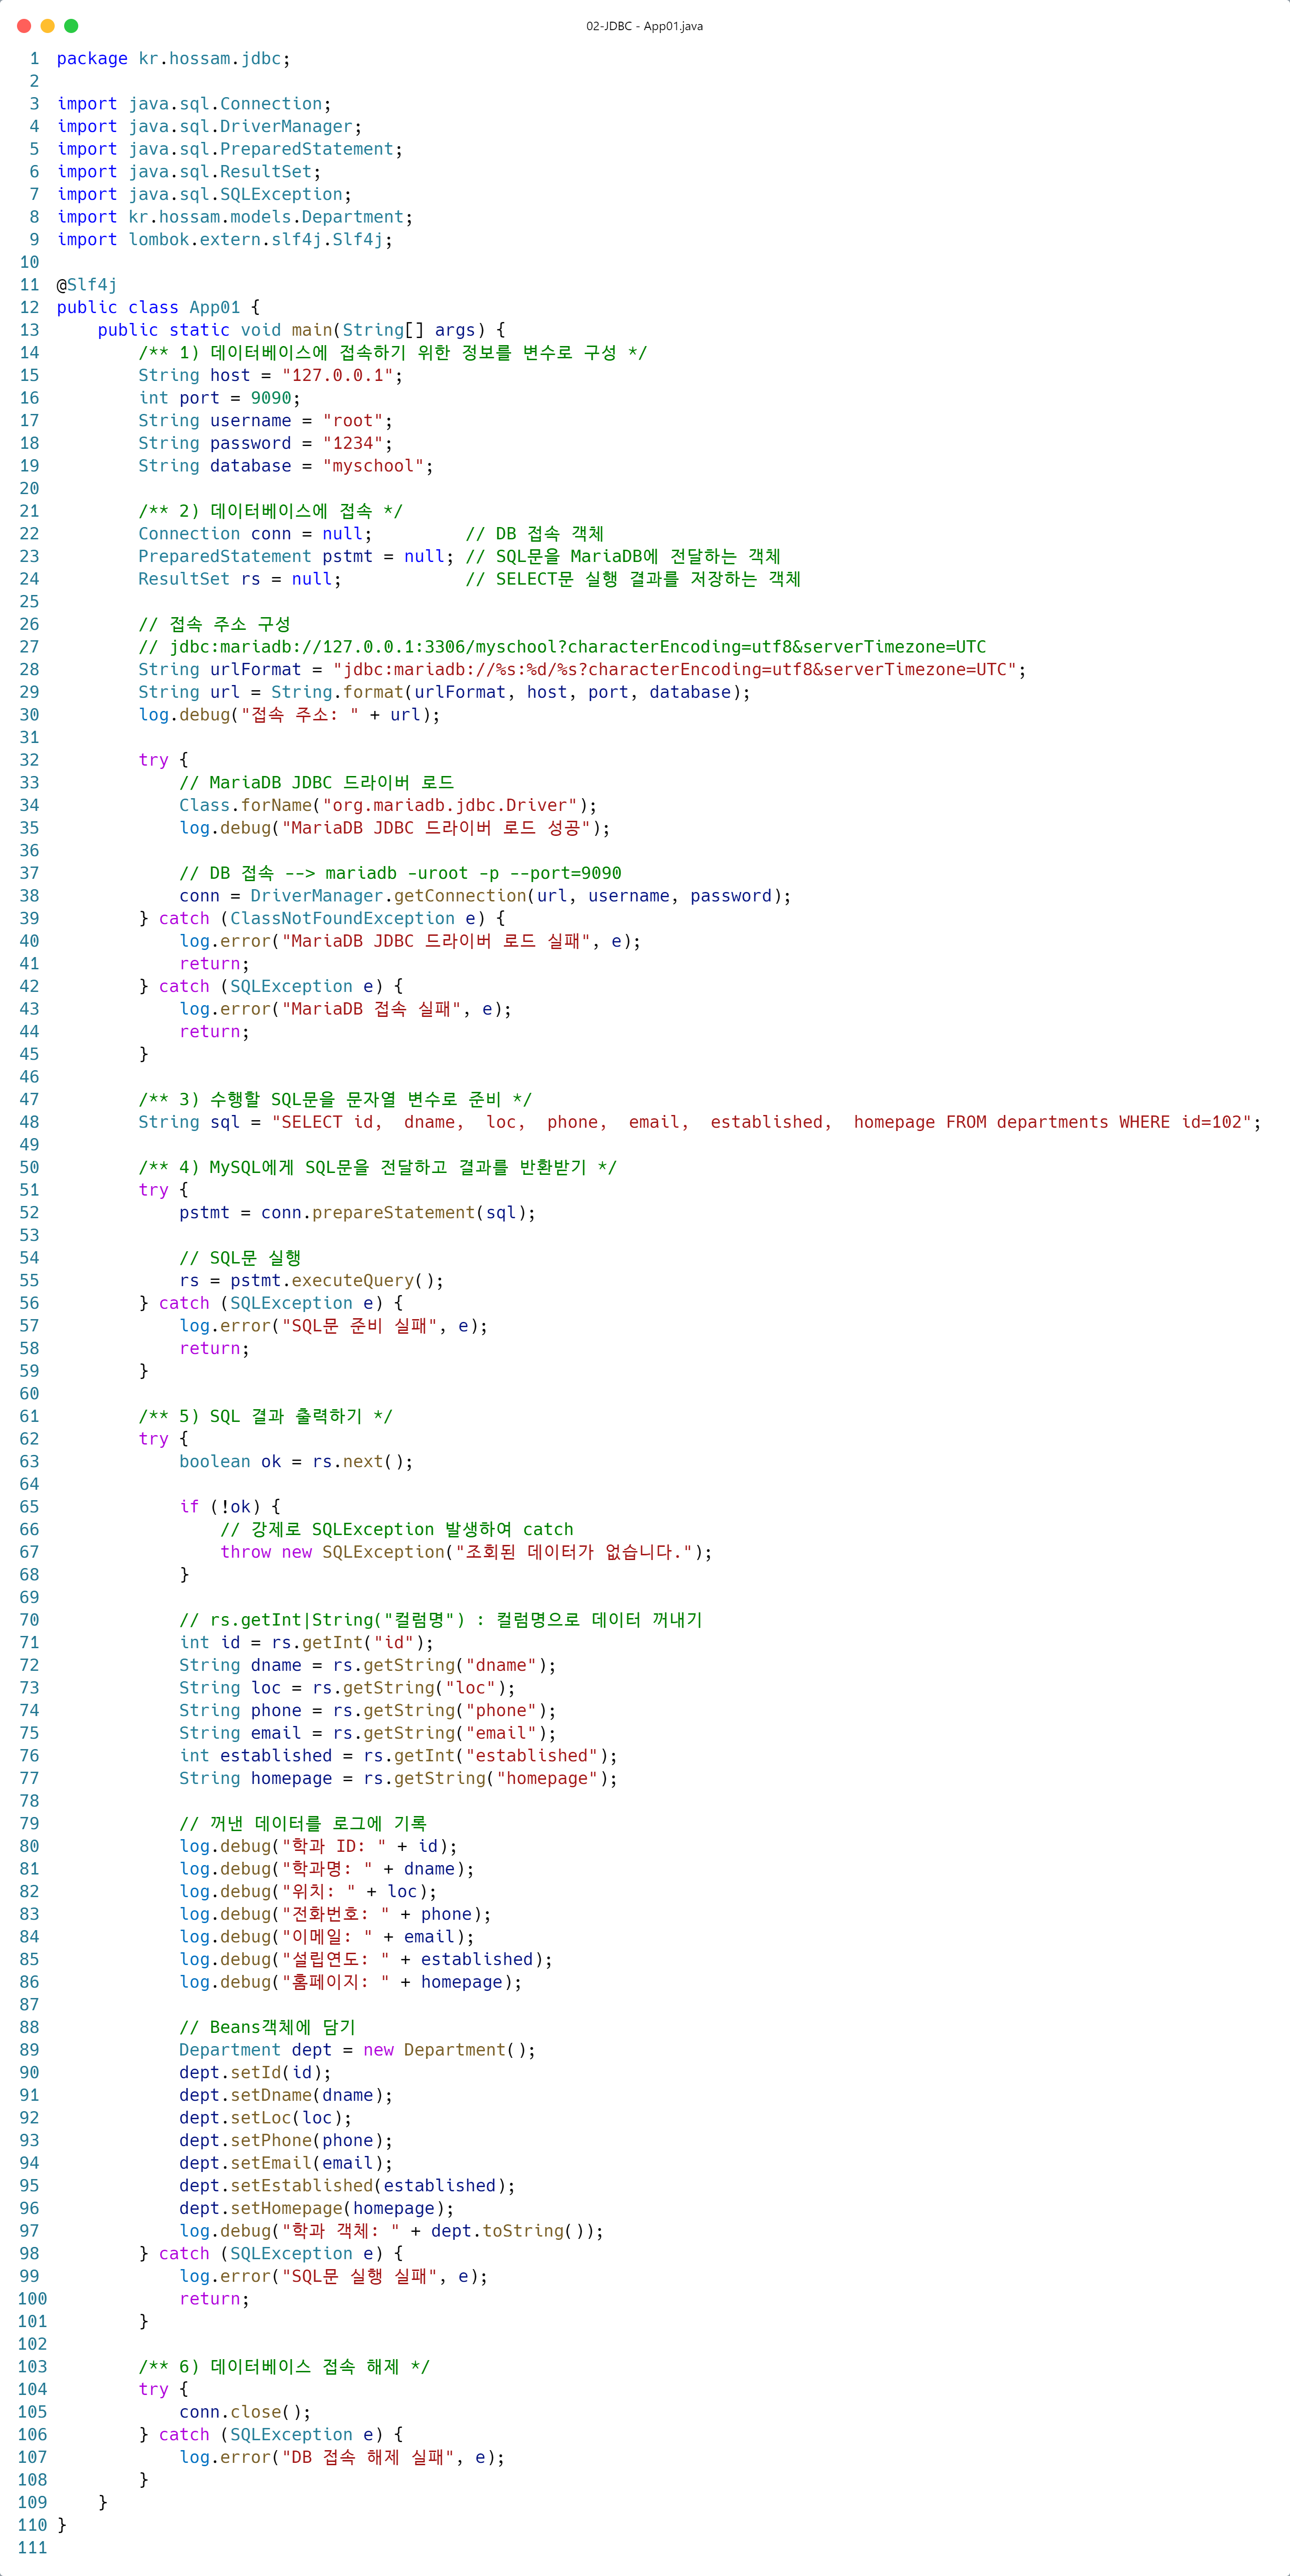 02-JDBC - App01.java
1 package kr.hossam.jdbc;
2
3 import java.sql.Connection;
4 import java.sql.DriverManager;
5 import java.sql.PreparedStatement;
6 import java.sql.ResultSet;
7 import java.sql.SQLException;
8 import kr.hossam.models.Department;
9 import lombok.extern.slf4j.Slf4j;
10
11 @Slf4j
12 public class App01 {
13     public static void main(String[] args) {
14         /** 1) 데이터베이스에 접속하기 위한 정보를 변수로 구성 */
15         String host = "127.0.0.1";
16         int port = 9090;
17         String username = "root";
18         String password = "1234";
19         String database = "myschool";
20
21         /** 2) 데이터베이스에 접속 */
22         Connection conn = null;         // DB 접속 객체
23         PreparedStatement pstmt = null; // SQL문을 MariaDB에 전달하는 객체
24         ResultSet rs = null;            // SELECT문 실행 결과를 저장하는 객체
25
26         // 접속 주소 구성
27         // jdbc:mariadb://127.0.0.1:3306/myschool?characterEncoding=utf8&serverTimezone=UTC
28         String urlFormat = "jdbc:mariadb://%s:%d/%s?characterEncoding=utf8&serverTimezone=UTC";
29         String url = String.format(urlFormat, host, port, database);
30         log.debug("접속 주소: " + url);
31
32         try {
33             // MariaDB JDBC 드라이버 로드
34             Class.forName("org.mariadb.jdbc.Driver");
35             log.debug("MariaDB JDBC 드라이버 로드 성공");
36
37             // DB 접속 --> mariadb -uroot -p --port=9090
38             conn = DriverManager.getConnection(url, username, password);
39         } catch (ClassNotFoundException e) {
40             log.error("MariaDB JDBC 드라이버 로드 실패", e);
41             return;
42         } catch (SQLException e) {
43             log.error("MariaDB 접속 실패", e);
44             return;
45         }
46
47         /** 3) 수행할 SQL문을 문자열 변수로 준비 */
48         String sql = "SELECT id,  dname,  loc,  phone,  email,  established,  homepage FROM departments WHERE id=102";
49
50         /** 4) MySQL에게 SQL문을 전달하고 결과를 반환받기 */
51         try {
52             pstmt = conn.prepareStatement(sql);
53
54             // SQL문 실행
55             rs = pstmt.executeQuery();
56         } catch (SQLException e) {
57             log.error("SQL문 준비 실패", e);
58             return;
59         }
60
61         /** 5) SQL 결과 출력하기 */
62         try {
63             boolean ok = rs.next();
64
65             if (!ok) {
66                 // 강제로 SQLException 발생하여 catch
67                 throw new SQLException("조회된 데이터가 없습니다.");
68             }
69
70             // rs.getInt|String("컬럼명") : 컬럼명으로 데이터 꺼내기
71             int id = rs.getInt("id");
72             String dname = rs.getString("dname");
73             String loc = rs.getString("loc");
74             String phone = rs.getString("phone");
75             String email = rs.getString("email");
76             int established = rs.getInt("established");
77             String homepage = rs.getString("homepage");
78
79             // 꺼낸 데이터를 로그에 기록
80             log.debug("학과 ID: " + id);
81             log.debug("학과명: " + dname);
82             log.debug("위치: " + loc);
83             log.debug("전화번호: " + phone);
84             log.debug("이메일: " + email);
85             log.debug("설립연도: " + established);
86             log.debug("홈페이지: " + homepage);
87
88             // Beans객체에 담기
89             Department dept = new Department();
90             dept.setId(id);
91             dept.setDname(dname);
92             dept.setLoc(loc);
93             dept.setPhone(phone);
94             dept.setEmail(email);
95             dept.setEstablished(established);
96             dept.setHomepage(homepage);
97             log.debug("학과 객체: " + dept.toString());
98         } catch (SQLException e) {
99             log.error("SQL문 실행 실패", e);
100             return;
101         }
102
103         /** 6) 데이터베이스 접속 해제 */
104         try {
105             conn.close();
106         } catch (SQLException e) {
107             log.error("DB 접속 해제 실패", e);
108         }
109     }
110 }
111